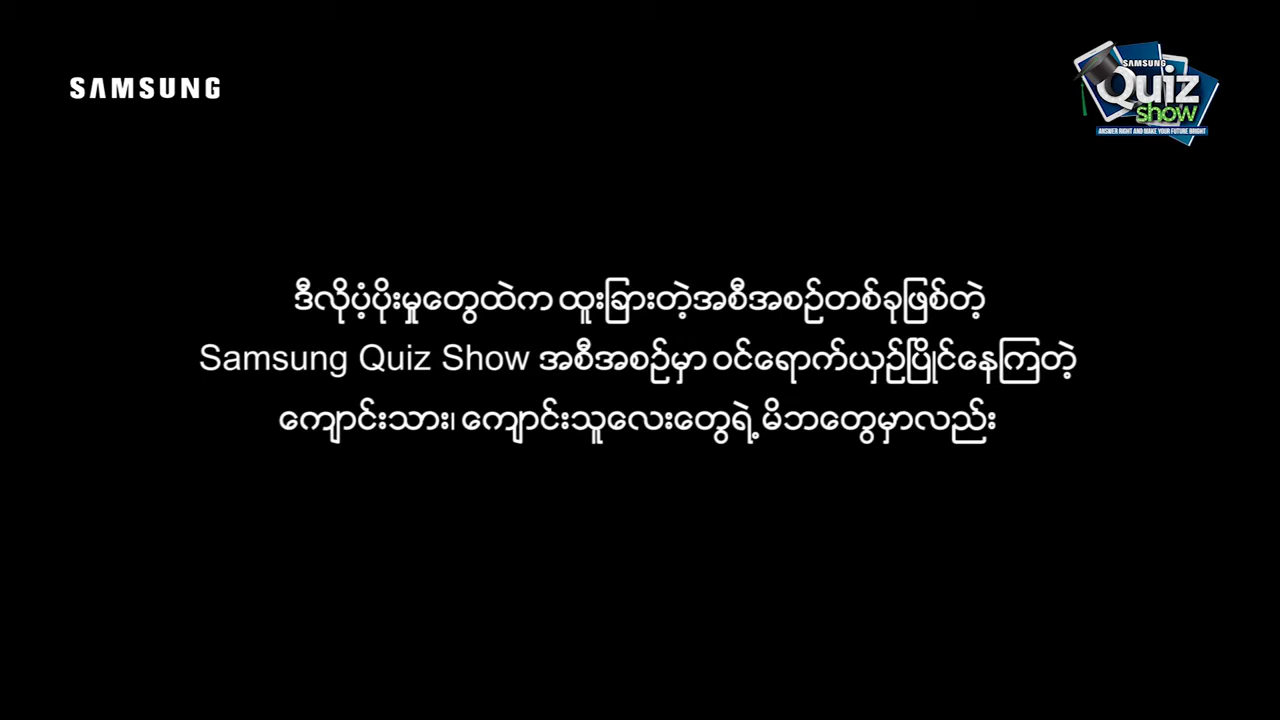 SAMSUNG
SAMSUNG
Quiz
show
ANSWER RIGHT AND MAKE YOUR FUTURE BRIGHT
ဒီလိုပံ့ပိုးမှုတွေထဲက ထူးခြားတဲ့အစီအစဉ်တစ်ခုဖြစ်တဲ့
Samsung Quiz Show အစီအစဉ်မှာ ဝင်ရောက်ယှဉ်ပြိုင်နေကြတဲ့
ကျောင်းသား၊ ကျောင်းသူလေးတွေရဲ့ မိဘတွေမှာလည်း